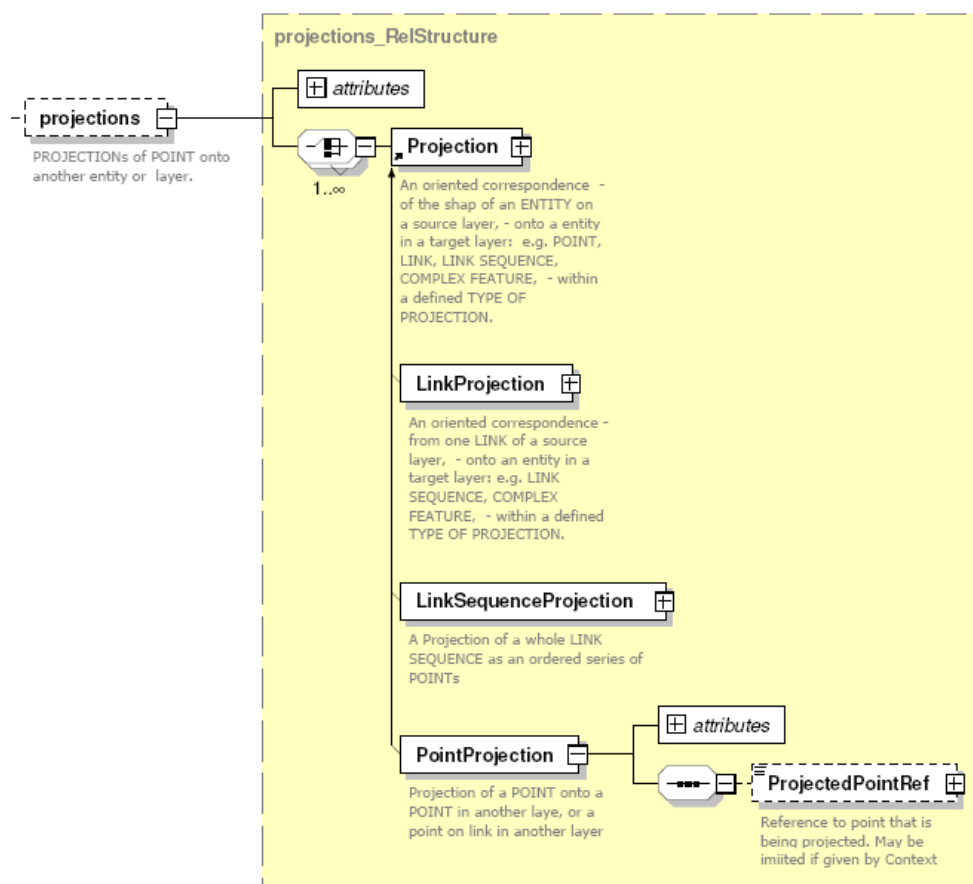 projections_RelStructure
attributes
projections
PROJECTIONs of POINT onto
another entity or layer.
1..∞
Projection
An oriented correspondence -
of the shap of an ENTITY on
a source layer, - onto a entity
in a target layer: e.g. POINT,
LINK, LINK SEQUENCE,
COMPLEX FEATURE, - within
a defined TYPE OF
PROJECTION.
LinkProjection
An oriented correspondence -
from one LINK of a source
layer, - onto an entity in a
target layer: e.g. LINK
SEQUENCE, COMPLEX
FEATURE, - within a defined
TYPE OF PROJECTION.
LinkSequenceProjection
A Projection of a whole LINK
SEQUENCE as an ordered series of
POINTs
attributes
PointProjection
Projection of a POINT onto a
POINT in another laye, or a
point on link in another layer
ProjectedPointRef
Reference to point that is
being projected. May be
imiited if given by Context